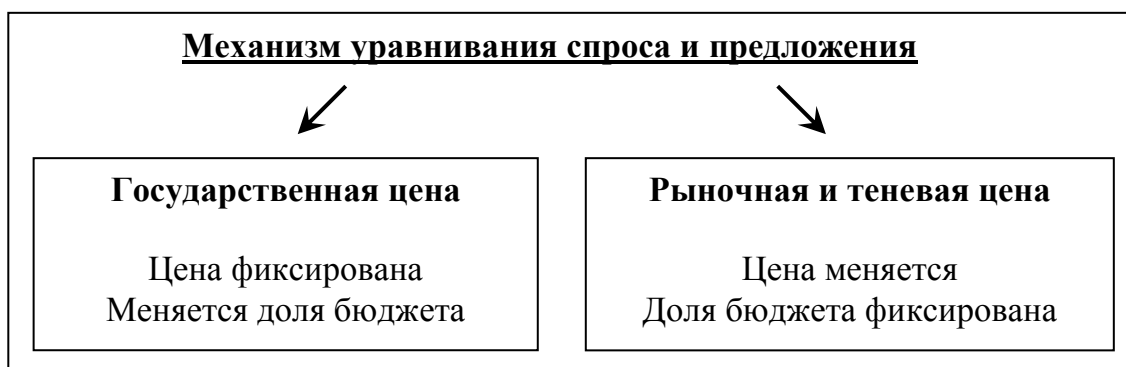 Механизм уравнивания спроса и предложения
Государственная цена
Цена фиксирована
Меняется доля бюджета
Рыночная и теневая цена
Цена меняется
Доля бюджета фиксирована